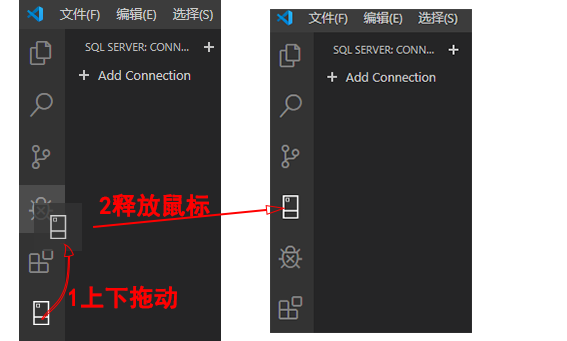 文件(F) 编辑(E) 选择(S)
SQL SERVER: CONN...
Add Connection
2释放鼠标
1上下拖动
文件(F) 编辑(E) 选择(S)
SQL SERVER: CONN...
Add Connection